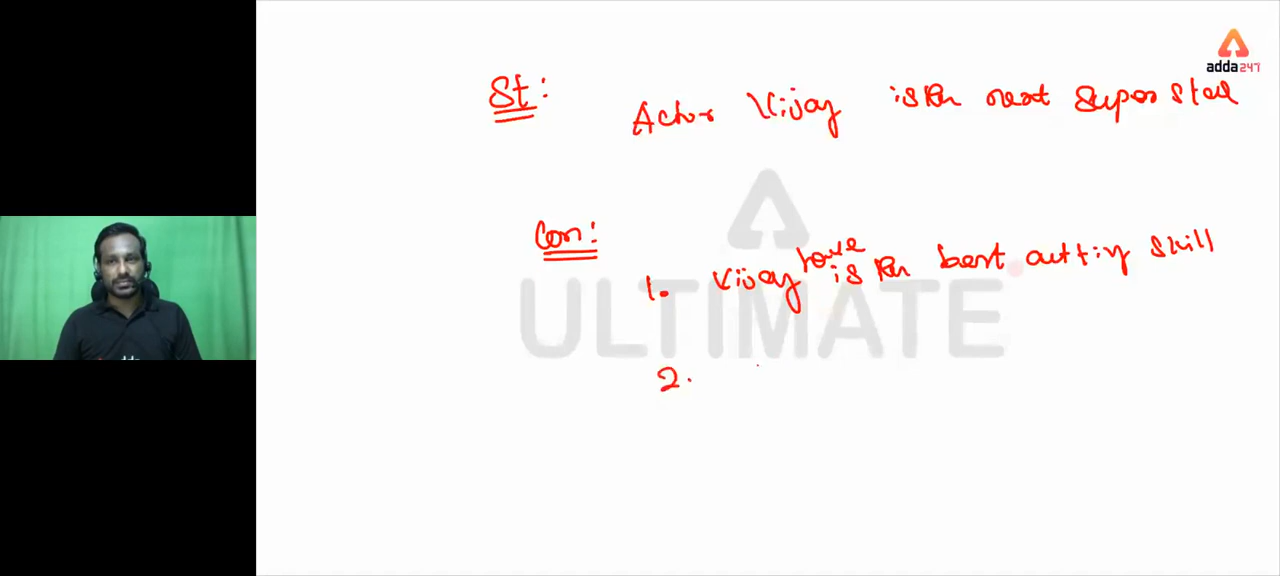 adda247
St: Actor Vijay is the next Super Star
Con:
1. Vijay have is the best actting skill
2.
ULTIMATE